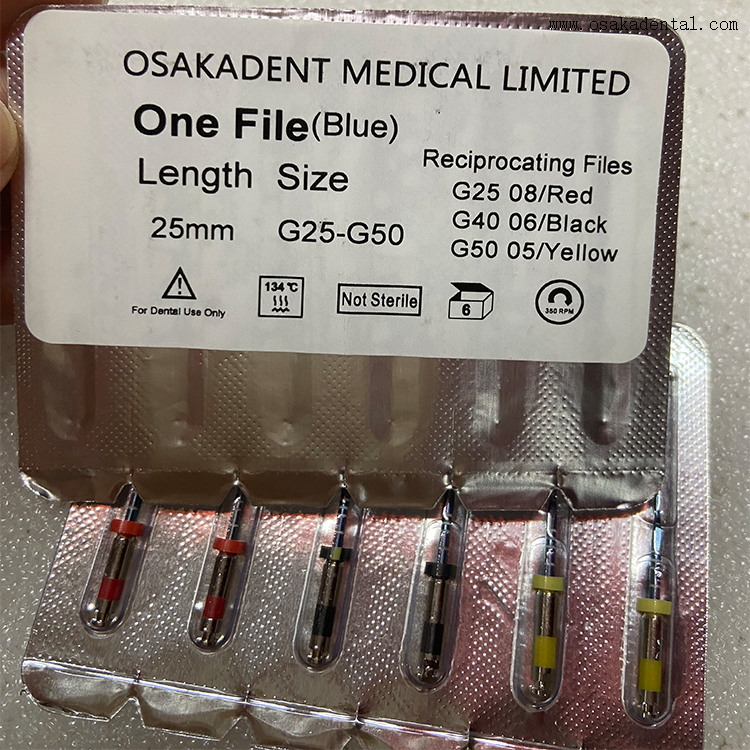 www.osakadental.com
OSAKADENT MEDICAL LIMITED
One File(Blue)
Length Size
25mm G25-G50
Reciprocating Files
G25 08/Red
G40 06/Black
G50 05/Yellow
For Dental Use Only
134℃
Not Sterile
6
350 RPM